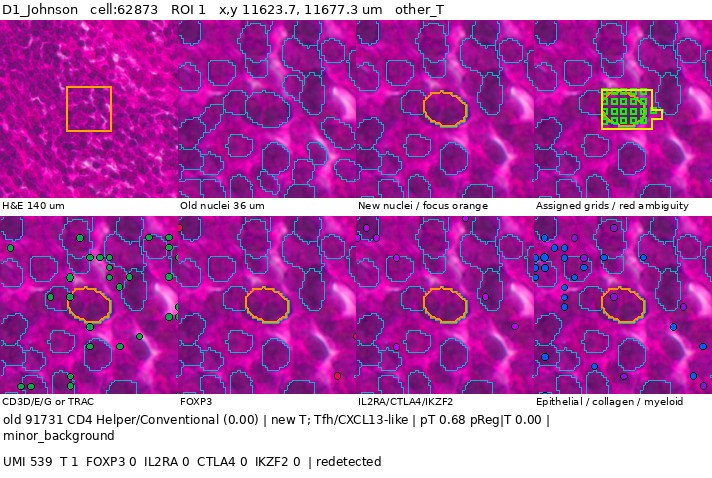 D1_Johnson   cell:62873   ROI 1   x,y 11623.7, 11677.3 um   other_T
H&E 140 um
Old nuclei 36 um
New nuclei / focus orange
Assigned grids / red ambiguity
CD3D/E/G or TRAC
FOXP3
IL2RA/CTLA4/IKZF2
Epithelial / collagen / myeloid
old 91731 CD4 Helper/Conventional (0.00) | new T; Tfh/CXCL13-like | pT 0.68 pReg|T 0.00 |
minor_background
UMI 539  T 1  FOXP3 0  IL2RA 0  CTLA4 0  IKZF2 0  | redetected